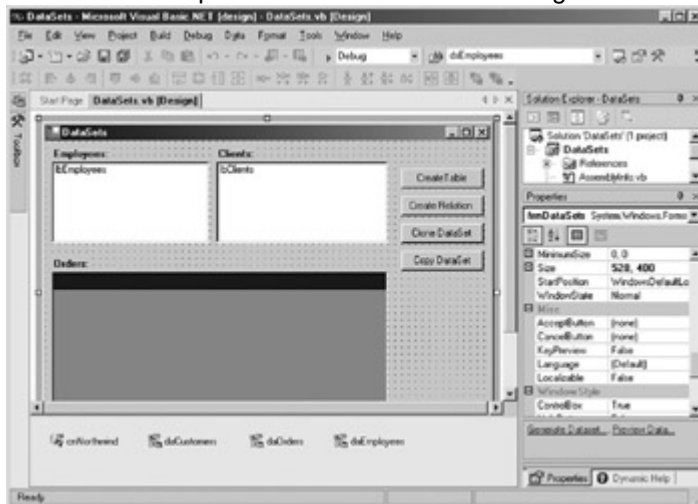 DataSets - Microsoft Visual Basic.NET [design] - DataSets.vb [Design]
File Edit View Project Build Debug Data Format Tools Window Help
Debug dsEmployees
Start Page DataSets.vb [Design]
Toolbox
DataSets
Employees: Clients:
lbEmployees lbClients
Create Table
Create Relation
Clone DataSet
Copy DataSet
Orders:
cnNorthwind daCustomers daOrders daEmployees
Solution Explorer - DataSets
Solution 'DataSets' (1 project)
DataSets
References
AssemblyInfo.vb
Properties
frmDataSets System.Windows.Forms
MinimumSize 0, 0
Size 528, 400
StartPosition WindowsDefaultLo
WindowState Normal
Misc
AcceptButton (none)
CancelButton (none)
KeyPreview False
Language (Default)
Localizable False
Window Style
ControlBox True
Generate Dataset... Preview Data...
Properties Dynamic Help
Ready